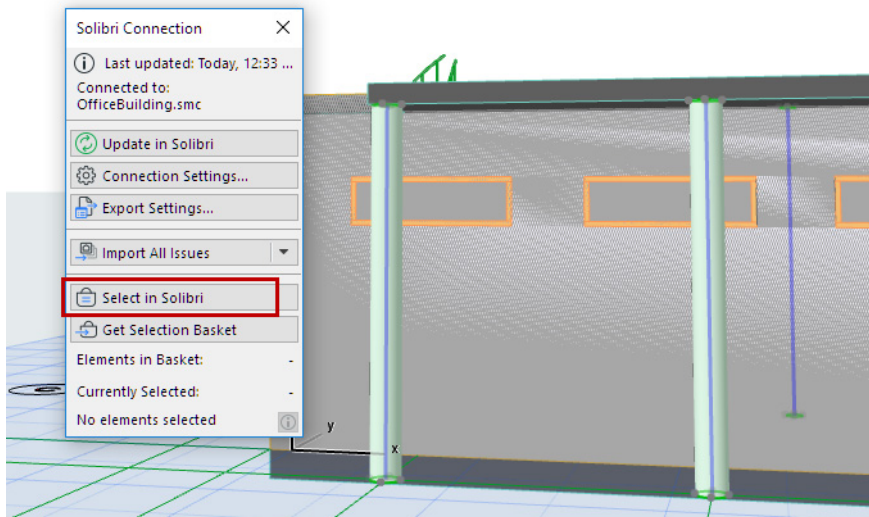 Solibri Connection
Last updated: Today, 12:33 ...
Connected to:
OfficeBuilding.smc
Update in Solibri
Connection Settings...
Export Settings...
Import All Issues
Select in Solibri
Get Selection Basket
Elements in Basket: -
Currently Selected: -
No elements selected
y
x